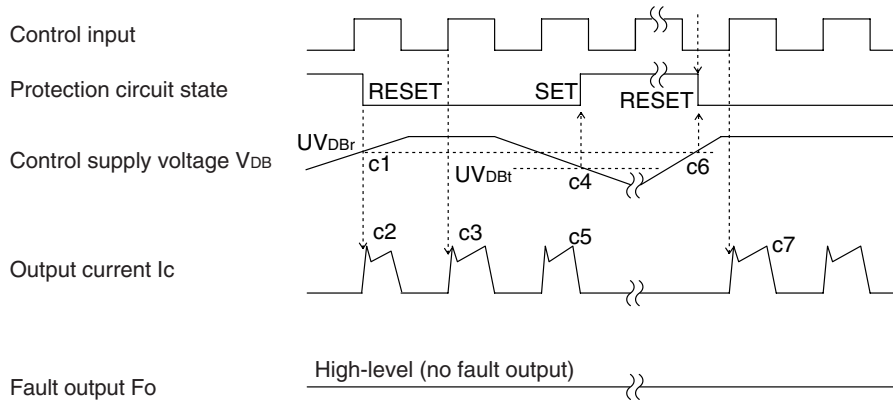 Control input
Protection circuit state
RESET
SET
RESET
Control supply voltage VDB
UVDBr
c1
UVDBt
c4
c6
Output current Ic
c2
c3
c5
c7
Fault output Fo
High-level (no fault output)